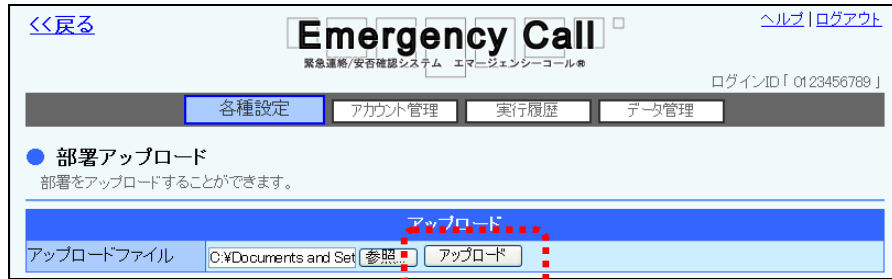 <<戻る
Emergency Call
ヘルプ | ログアウト
緊急連絡/安否確認システム エマージェンシーコール®
ログインID「 0123456789 」
各種設定 アカウント管理 実行履歴 データ管理
部署アップロード
部署をアップロードすることができます。
アップロード
アップロードファイル C:¥Documents and Set 参照... アップロード